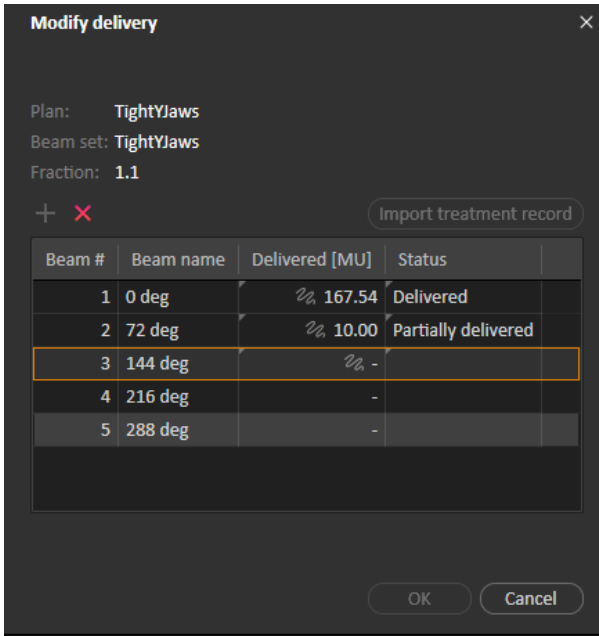 Modify delivery
Plan: TightYJaws
Beam set: TightYJaws
Fraction: 1.1
Import treatment record
Beam # Beam name Delivered [MU] Status
1 0 deg 167.54 Delivered
2 72 deg 10.00 Partially delivered
3 144 deg -
4 216 deg -
5 288 deg -
OK Cancel